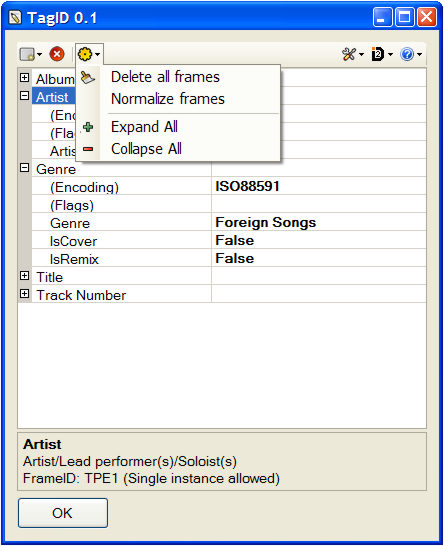 TagID 0.1
Delete all frames
Normalize frames
Expand All
Collapse All
Album
Artist
(Enc
(Flag
Artis
Genre
(Encoding) ISO88591
(Flags)
Genre Foreign Songs
IsCover False
IsRemix False
Title
Track Number
Artist
Artist/Lead performer(s)/Soloist(s)
FrameID: TPE1 (Single instance allowed)
OK